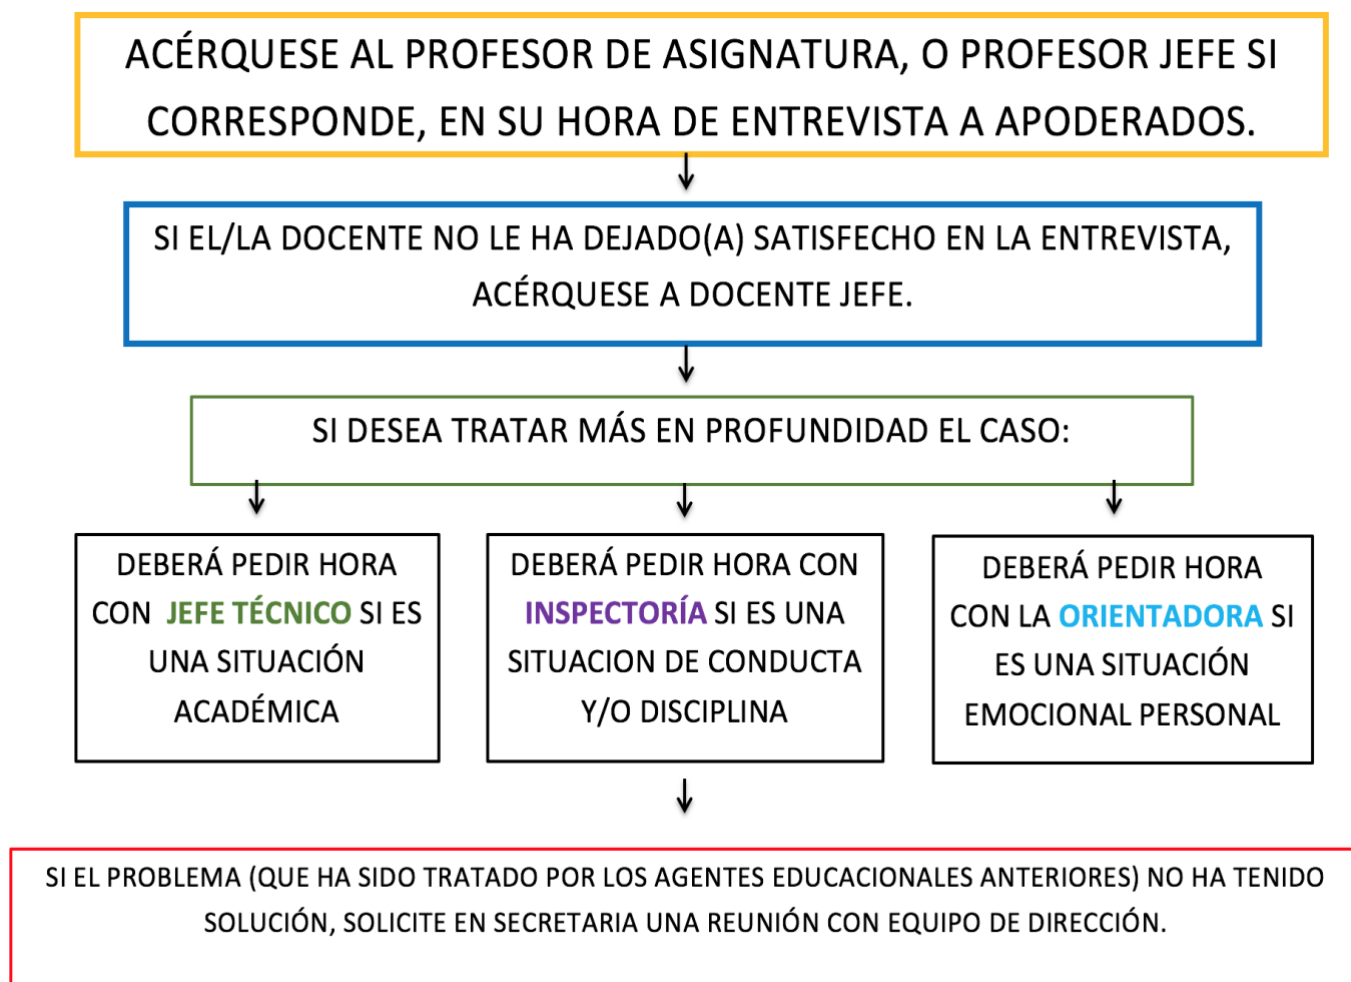 ACÉRQUESE AL PROFESOR DE ASIGNATURA, O PROFESOR JEFE SI
CORRESPONDE, EN SU HORA DE ENTREVISTA A APODERADOS.
SI EL/LA DOCENTE NO LE HA DEJADO(A) SATISFECHO EN LA ENTREVISTA,
ACÉRQUESE A DOCENTE JEFE.
SI DESEA TRATAR MÁS EN PROFUNDIDAD EL CASO:
DEBERÁ PEDIR HORA
CON JEFE TÉCNICO SI ES
UNA SITUACIÓN
ACADÉMICA
DEBERÁ PEDIR HORA CON
INSPECTORÍA SI ES UNA
SITUACION DE CONDUCTA
Y/O DISCIPLINA
DEBERÁ PEDIR HORA
CON LA ORIENTADORA SI
ES UNA SITUACIÓN
EMOCIONAL PERSONAL
SI EL PROBLEMA (QUE HA SIDO TRATADO POR LOS AGENTES EDUCACIONALES ANTERIORES) NO HA TENIDO
SOLUCIÓN, SOLICITE EN SECRETARIA UNA REUNIÓN CON EQUIPO DE DIRECCIÓN.